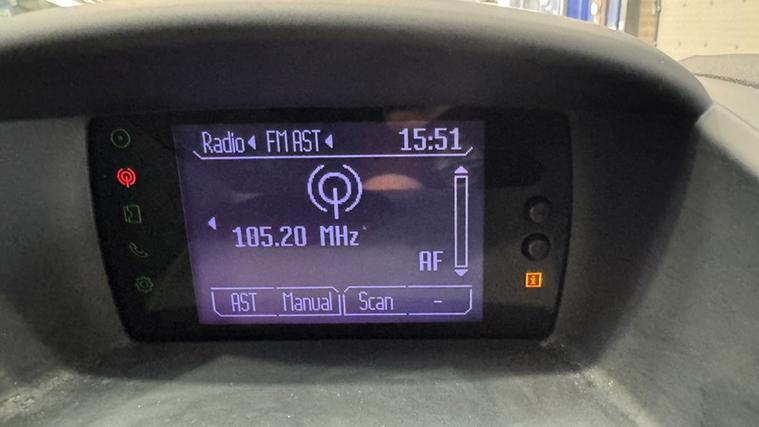 Radio FM AST 15:51
105.20 MHz
AF
AST Manual Scan -
i